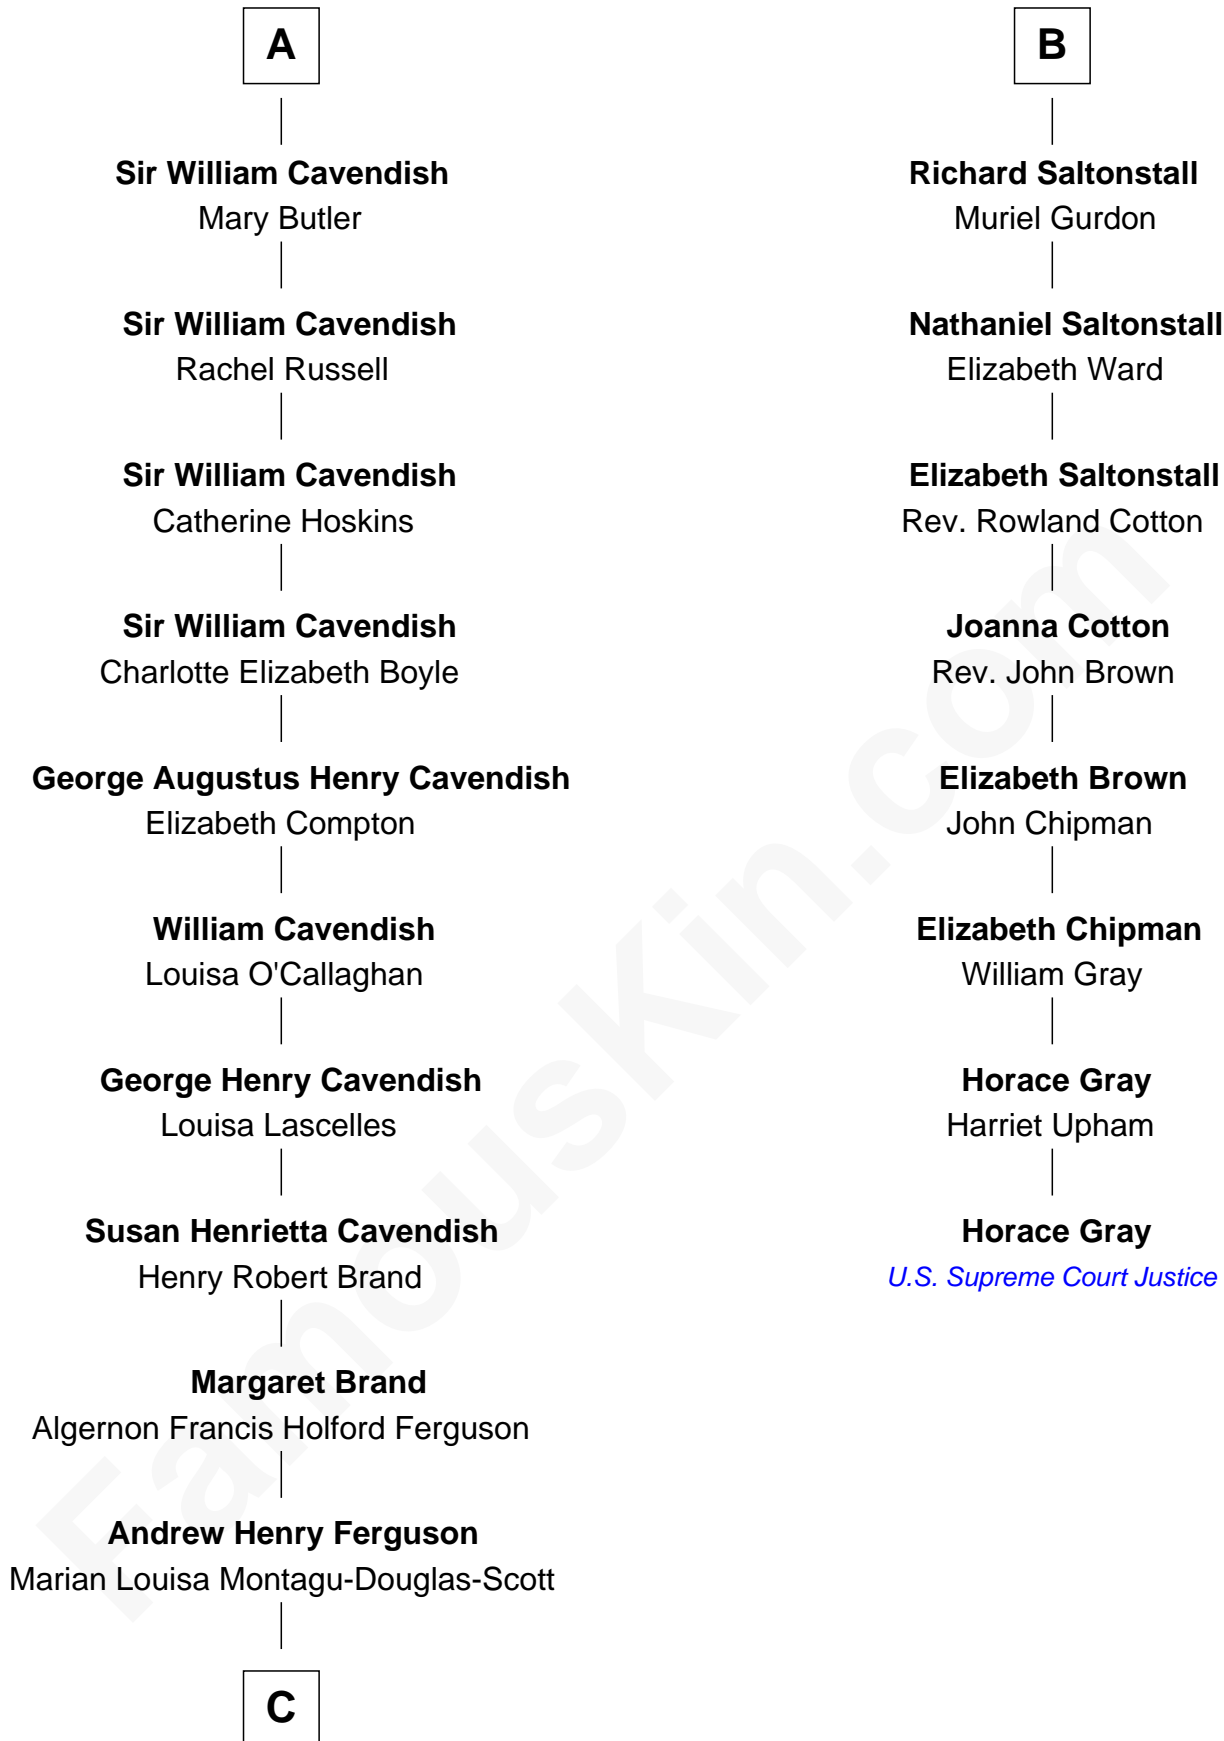 A
Sir William Cavendish
Mary Butler
Sir William Cavendish
Rachel Russell
Sir William Cavendish
Catherine Hoskins
Sir William Cavendish
Charlotte Elizabeth Boyle
George Augustus Henry Cavendish
Elizabeth Compton
William Cavendish
Louisa O'Callaghan
George Henry Cavendish
Louisa Lascelles
Susan Henrietta Cavendish
Henry Robert Brand
Margaret Brand
Algernon Francis Holford Ferguson
Andrew Henry Ferguson
Marian Louisa Montagu-Douglas-Scott
C
B
Richard Saltonstall
Muriel Gurdon
Nathaniel Saltonstall
Elizabeth Ward
Elizabeth Saltonstall
Rev. Rowland Cotton
Joanna Cotton
Rev. John Brown
Elizabeth Brown
John Chipman
Elizabeth Chipman
William Gray
Horace Gray
Harriet Upham
Horace Gray
U.S. Supreme Court Justice
FamousKin.com